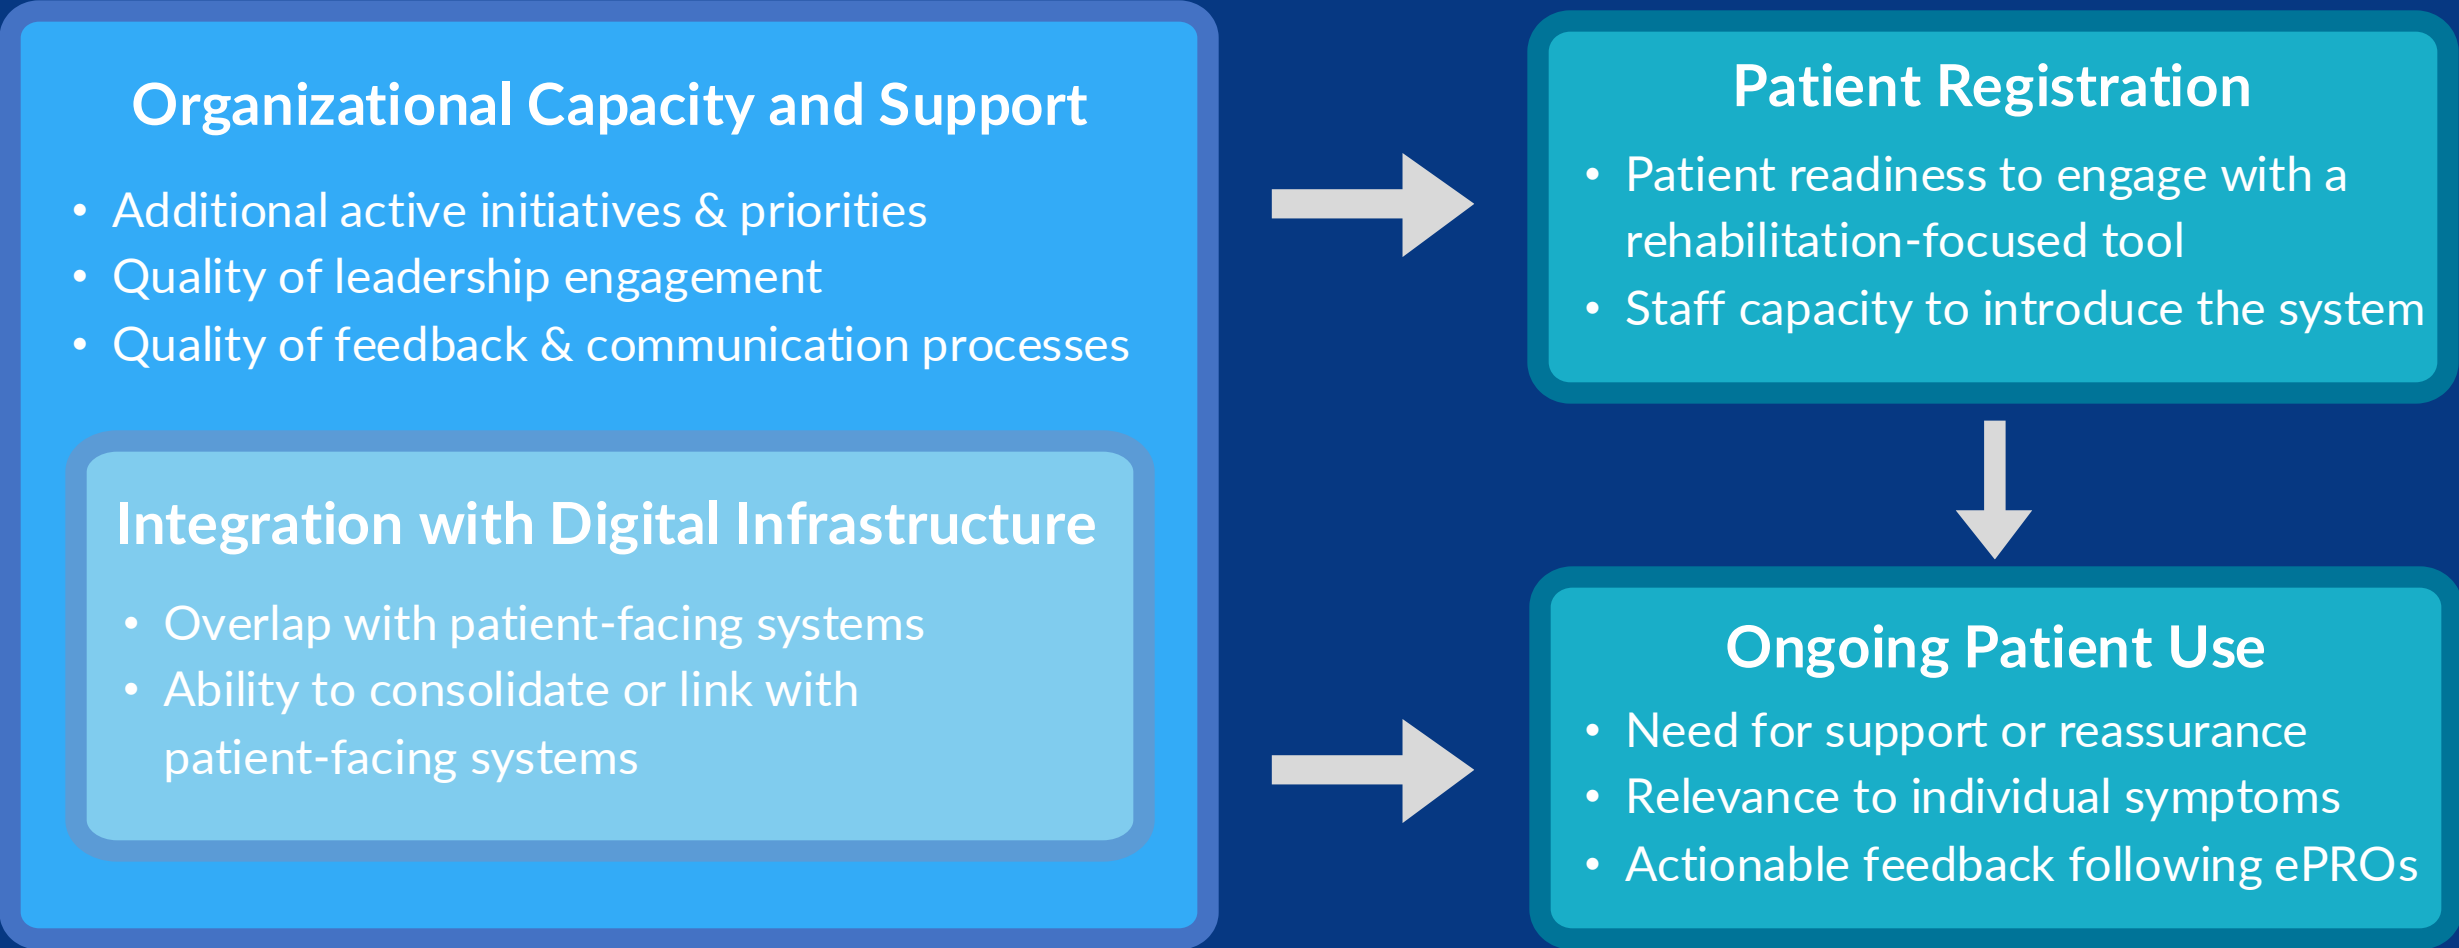 Organizational Capacity and Support
• Additional active initiatives & priorities
• Quality of leadership engagement
• Quality of feedback & communication processes
Integration with Digital Infrastructure
• Overlap with patient-facing systems
• Ability to consolidate or link with
patient-facing systems
Patient Registration
• Patient readiness to engage with a
rehabilitation-focused tool
• Staff capacity to introduce the system
Ongoing Patient Use
• Need for support or reassurance
• Relevance to individual symptoms
• Actionable feedback following ePROs